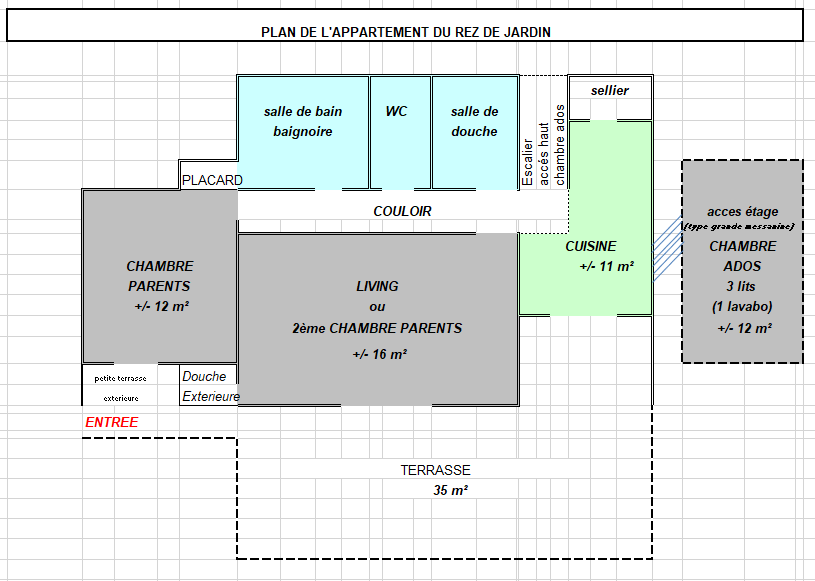 PLAN DE L'APPARTEMENT DU REZ DE JARDIN
salle de bain
baignoire
WC
salle de
douche
Escalier
accés haut
chambre ados
sellier
PLACARD
COULOIR
CUISINE
+/- 11 m²
acces étage
(type grande messanine)
CHAMBRE
ADOS
3 lits
(1 lavabo)
+/- 12 m²
CHAMBRE
PARENTS
+/- 12 m²
LIVING
ou
2ème CHAMBRE PARENTS
+/- 16 m²
petite terrasse
exterieure
Douche
Exterieure
ENTREE
TERRASSE
35 m²